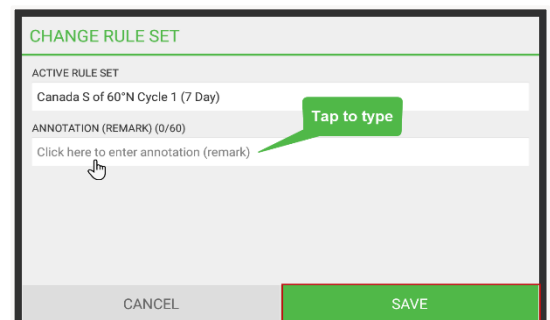 CHANGE RULE SET
ACTIVE RULE SET
Canada S of 60°N Cycle 1 (7 Day)
Tap to type
ANNOTATION (REMARK) (0/60)
Click here to enter annotation (remark)
CANCEL
SAVE